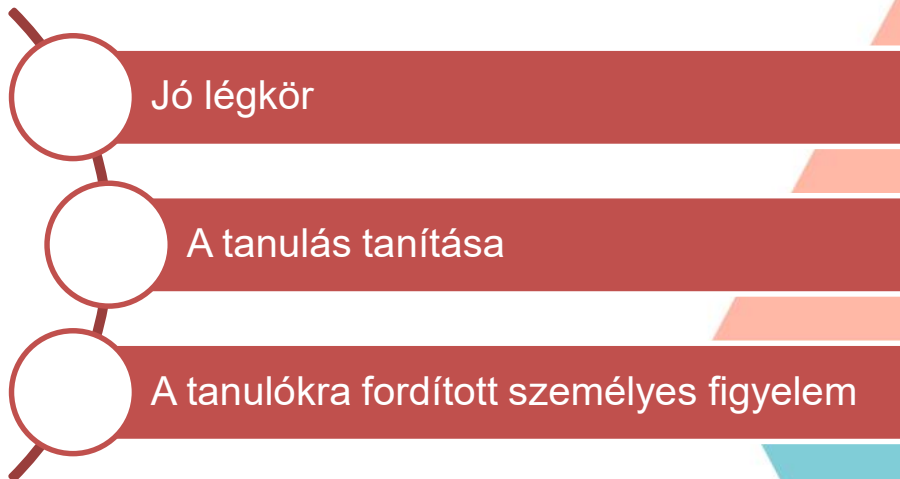 Jó légkör
A tanulás tanítása
A tanulókra fordított személyes figyelem